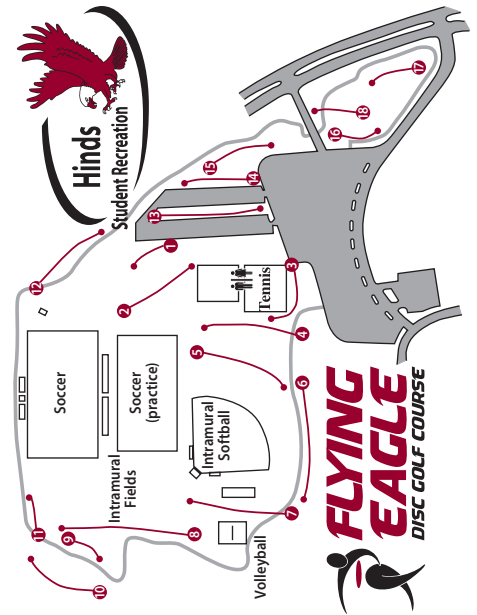 Hinds
Student Recreation
17
18
16
15
14
13
1
12
2
3
Tennis
4
5
6
Soccer
Soccer
(practice)
Intramural
Softball
Intramural
Fields
7
8
11
9
10
Volleyball
FLYING
EAGLE
DISC GOLF COURSE